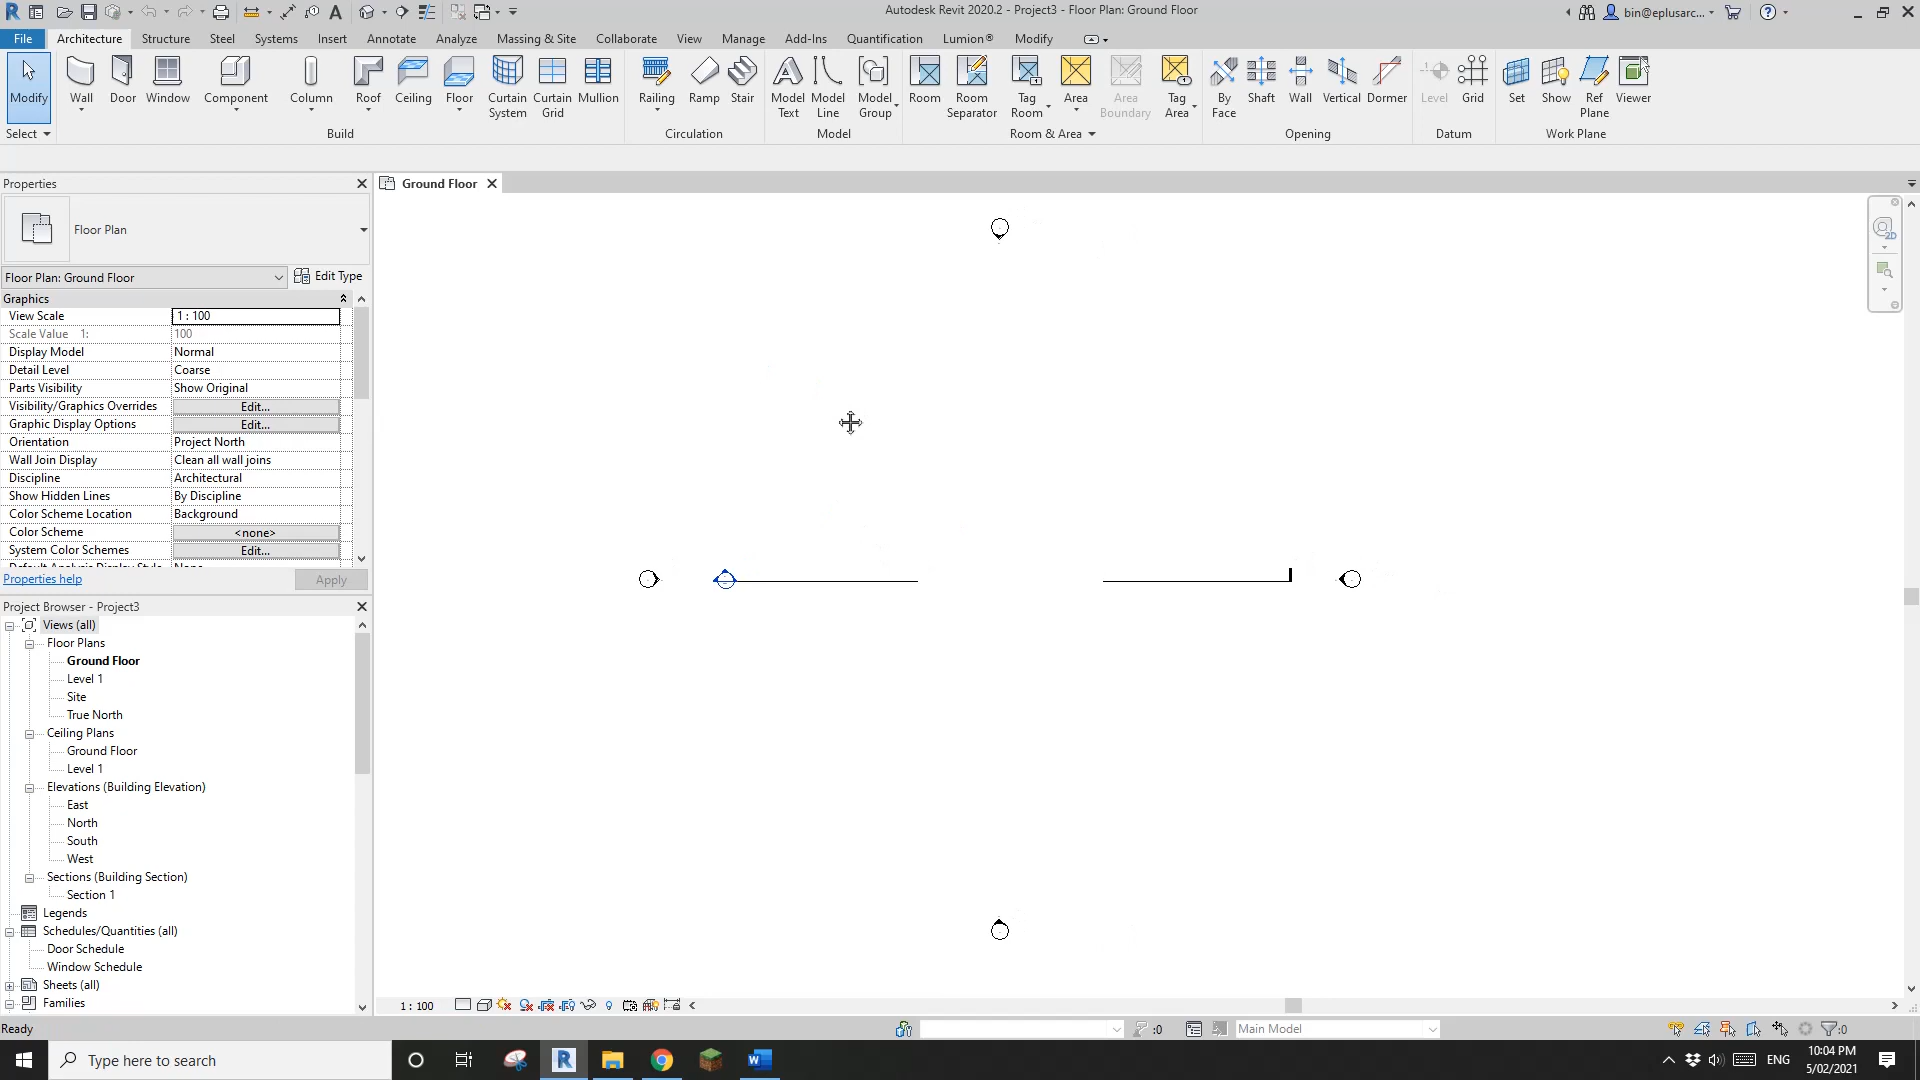 Autodesk Revit 2020.2 - Project3 - Floor Plan: Ground Floor
bin@eplusarc...
File Architecture Structure Steel Systems Insert Annotate Analyze Massing & Site Collaborate View Manage Add-Ins Quantification Lumion® Modify
Modify Wall Door Window Component Column Roof Ceiling Floor Curtain System Curtain Grid Mullion Railing Ramp Stair Model Text Model Line Model Group Room Room Separator Tag Room Area Area Boundary Tag Area By Face Shaft Wall Vertical Dormer Level Grid Set Show Ref Plane Viewer
Select Build Circulation Model Room & Area Opening Datum Work Plane
Properties
Ground Floor
2D
Floor Plan
Floor Plan: Ground Floor Edit Type
Graphics
View Scale 1 : 100
Scale Value 1: 100
Display Model Normal
Detail Level Coarse
Parts Visibility Show Original
Visibility/Graphics Overrides Edit...
Graphic Display Options Edit...
Orientation Project North
Wall Join Display Clean all wall joins
Discipline Architectural
Show Hidden Lines By Discipline
Color Scheme Location Background
Color Scheme <none>
System Color Schemes Edit...
Default Analysis Display Style None
Properties help Apply
Project Browser - Project3
Views (all)
Floor Plans
Ground Floor
Level 1
Site
True North
Ceiling Plans
Ground Floor
Level 1
Elevations (Building Elevation)
East
North
South
West
Sections (Building Section)
Section 1
Legends
Schedules/Quantities (all)
Door Schedule
Window Schedule
Sheets (all)
Families
1 : 100
Ready
:0
Main Model
:0
Type here to search
ENG
10:04 PM
5/02/2021